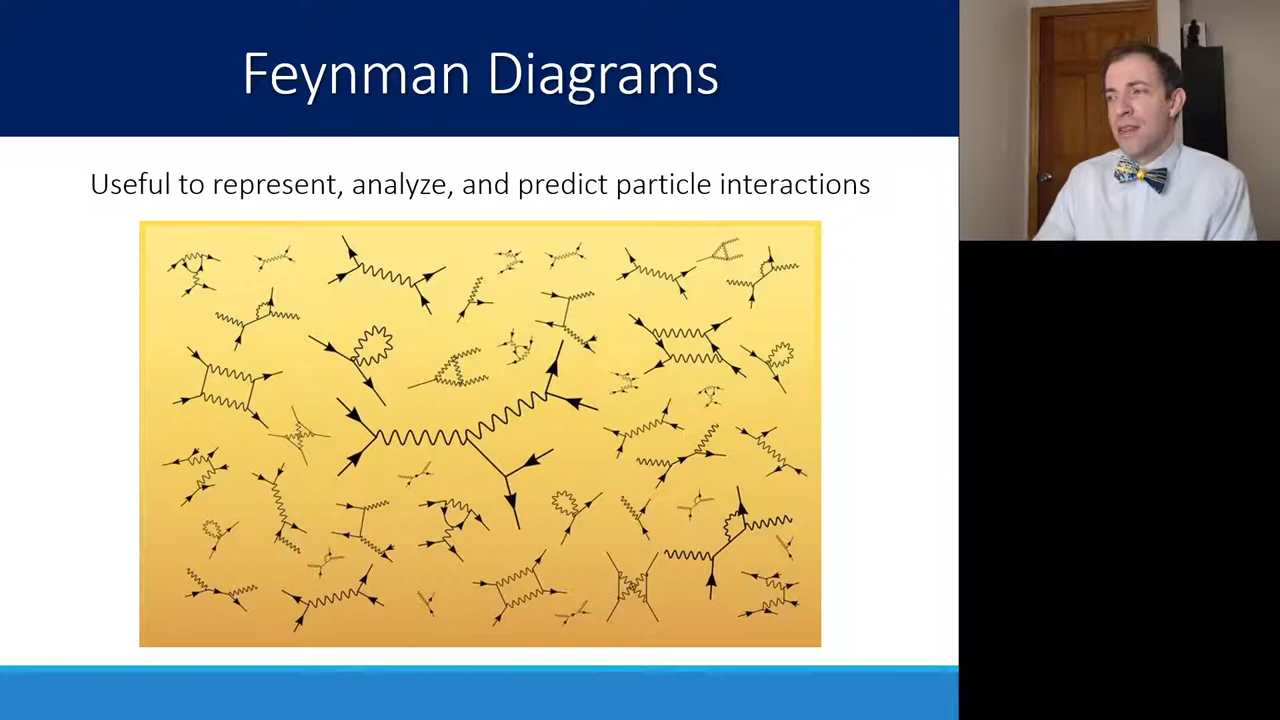 Feynman Diagrams
Useful to represent, analyze, and predict particle interactions